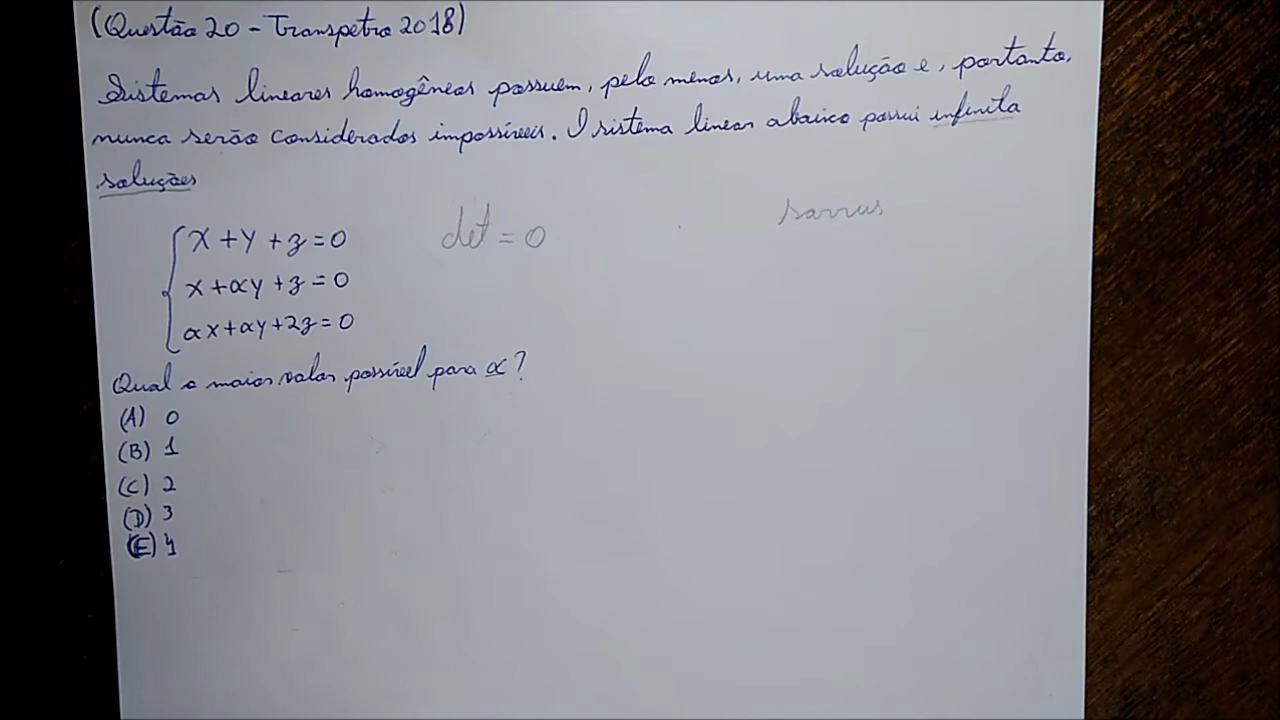 (Questão 20 - Transpetro 2018)
Sistemas lineares homogêneos possuem, pelo menos, uma solução e, portanto,
nunca serão considerados impossíveis. O sistema linear abaixo possui infinita
soluções
x + y + z = 0
det = 0
sarrus
x + αy + z = 0
αx + αy + 2z = 0
Qual o maior valor possível para α?
(A) 0
(B) 1
(C) 2
(D) 3
(E) 4